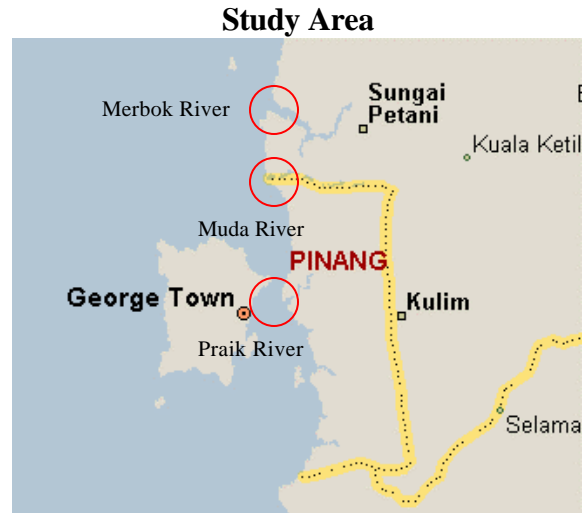 Study Area
Merbok River
Sungai
Petani
Kuala Ketil
Muda River
PINANG
George Town
Kulim
Praik River
Selama